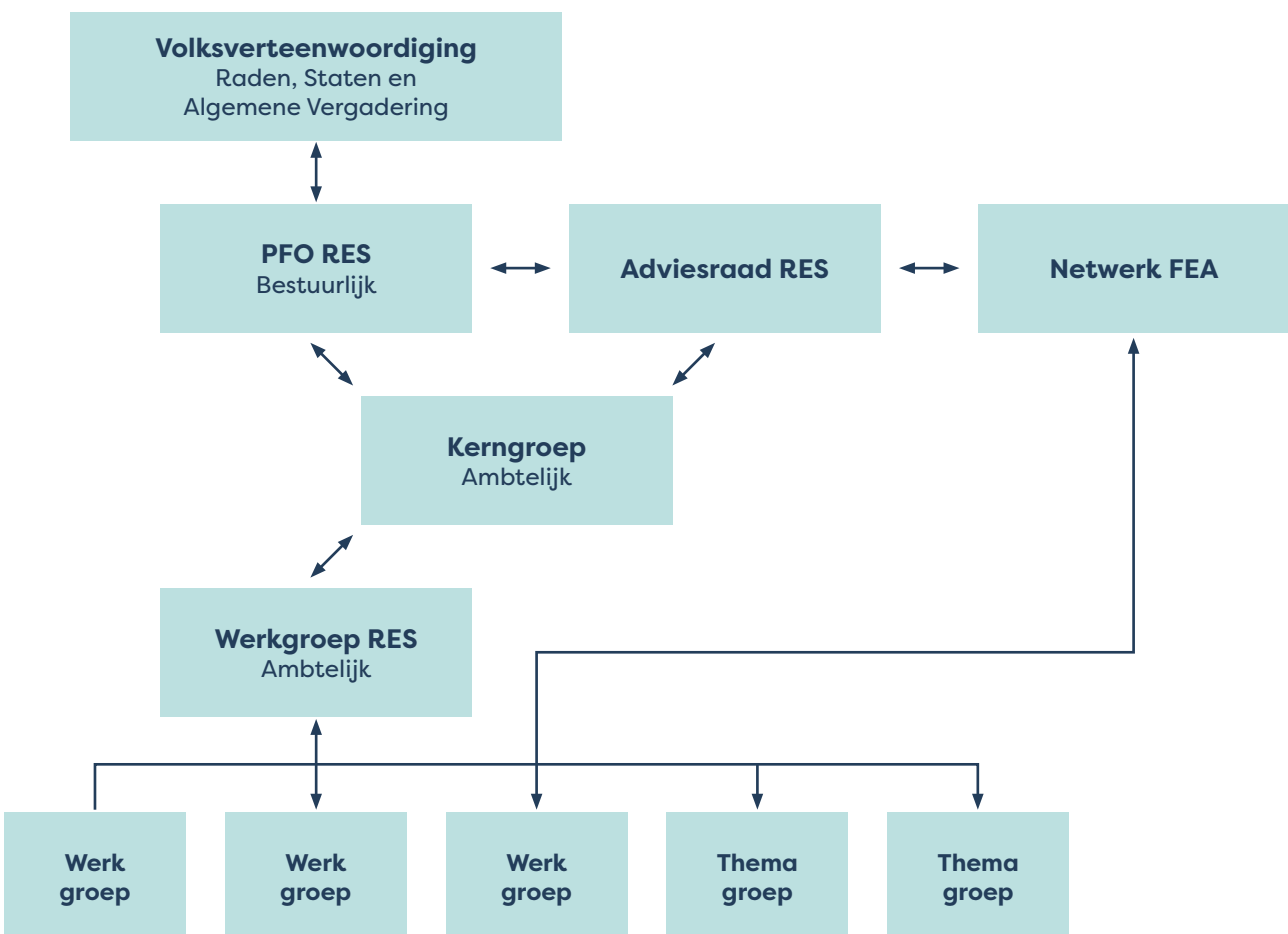 Volksverteenwoordiging
Raden, Staten en
Algemene Vergadering
PFO RES
Bestuurlijk
Adviesraad RES
Netwerk FEA
Kerngroep
Ambtelijk
Werkgroep RES
Ambtelijk
Werk
groep
Werk
groep
Werk
groep
Thema
groep
Thema
groep